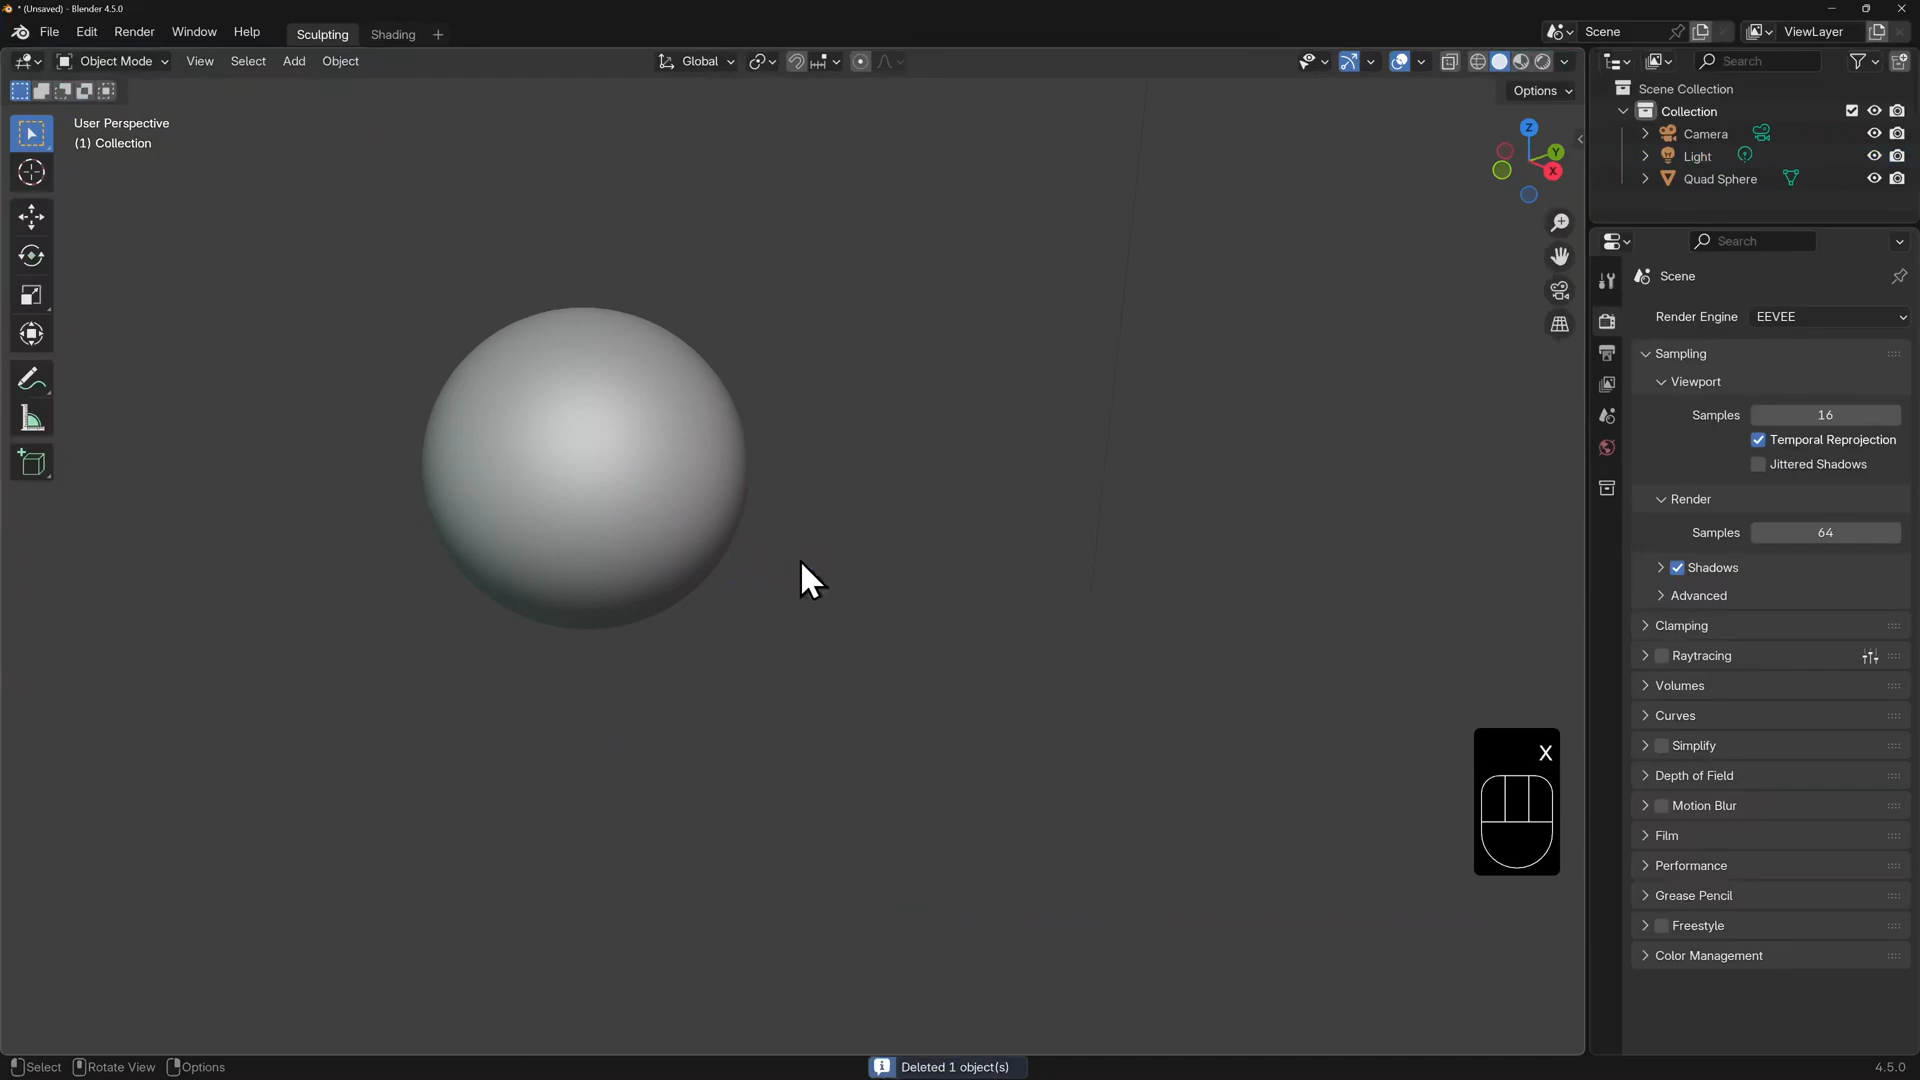 * (Unsaved) - Blender 4.5.0
File Edit Render Window Help Sculpting Shading
Scene ViewLayer
Object Mode View Select Add Object Global Search
Options
User Perspective
(1) Collection
Z
Y
X
Scene Collection
Collection
Camera
Light
Quad Sphere
Search
Scene
Render Engine EEVEE
Sampling
Viewport
Samples 16
Temporal Reprojection
Jittered Shadows
Render
Samples 64
Shadows
Advanced
Clamping
Raytracing
Volumes
Curves
Simplify
Depth of Field
Motion Blur
Film
Performance
Grease Pencil
Freestyle
Color Management
X
Select Rotate View Options Deleted 1 object(s) 4.5.0